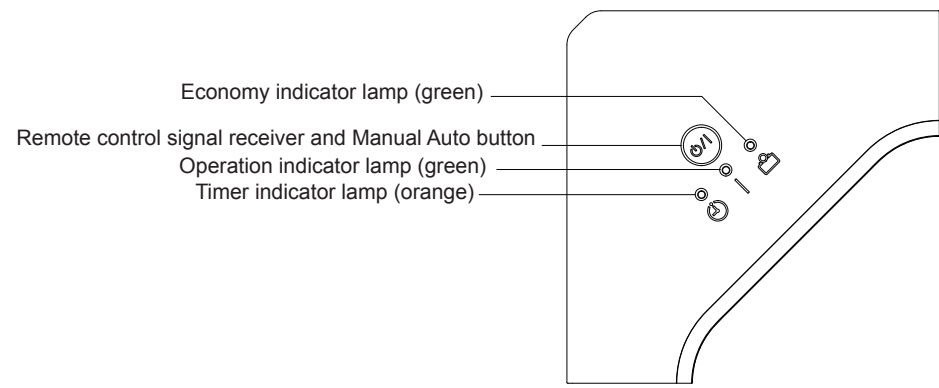 Economy indicator lamp (green)
Remote control signal receiver and Manual Auto button
Operation indicator lamp (green)
Timer indicator lamp (orange)